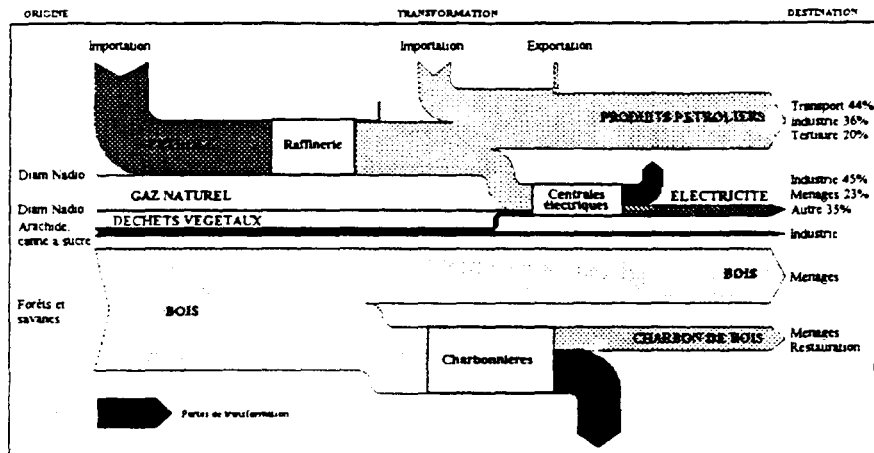 ORIGINE
TRANSFORMATION
DESTINATION
Importation
Importation
Exportation
PRODUITS PETROLIERS
Transport 44%
Industrie 36%
Tertiaire 20%
Raffinerie
Diam Nadio
GAZ NATUREL
Centrales
électriques
ELECTRICITE
Industrie 45%
Menages 23%
Autre 35%
Diam Nadio
DECHETS VEGETAUX
Arachide,
canne a sucre
Industrie
BOIS
Menages
Forêts et
savanes
BOIS
Charbonnières
CHARBON DE BOIS
Menages
Restauration
Pertes de transformation